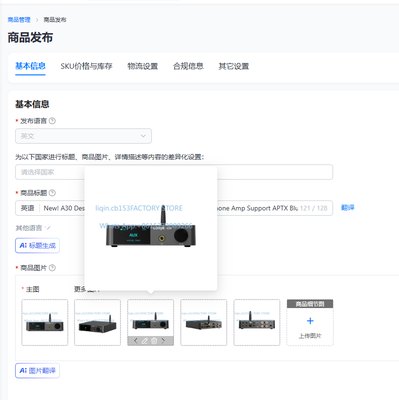 商品管理 > 商品发布
商品发布
基本信息 SKU价格与库存 物流设置 合规信息 其它设置
基本信息
* 发布语言
英文
为以下国家进行标题、商品图片、详情描述等内容的差异化设置:
请选择国家
* 商品标题
英语 New! A30 Des one Amp Support APTX Blu 121 / 128 翻译
其他语言
AI 标题生成
* 商品图片
* 主图
商品细节图
上传图片
AI 图片翻译
liqin cb153FACTORY STORE
AUX